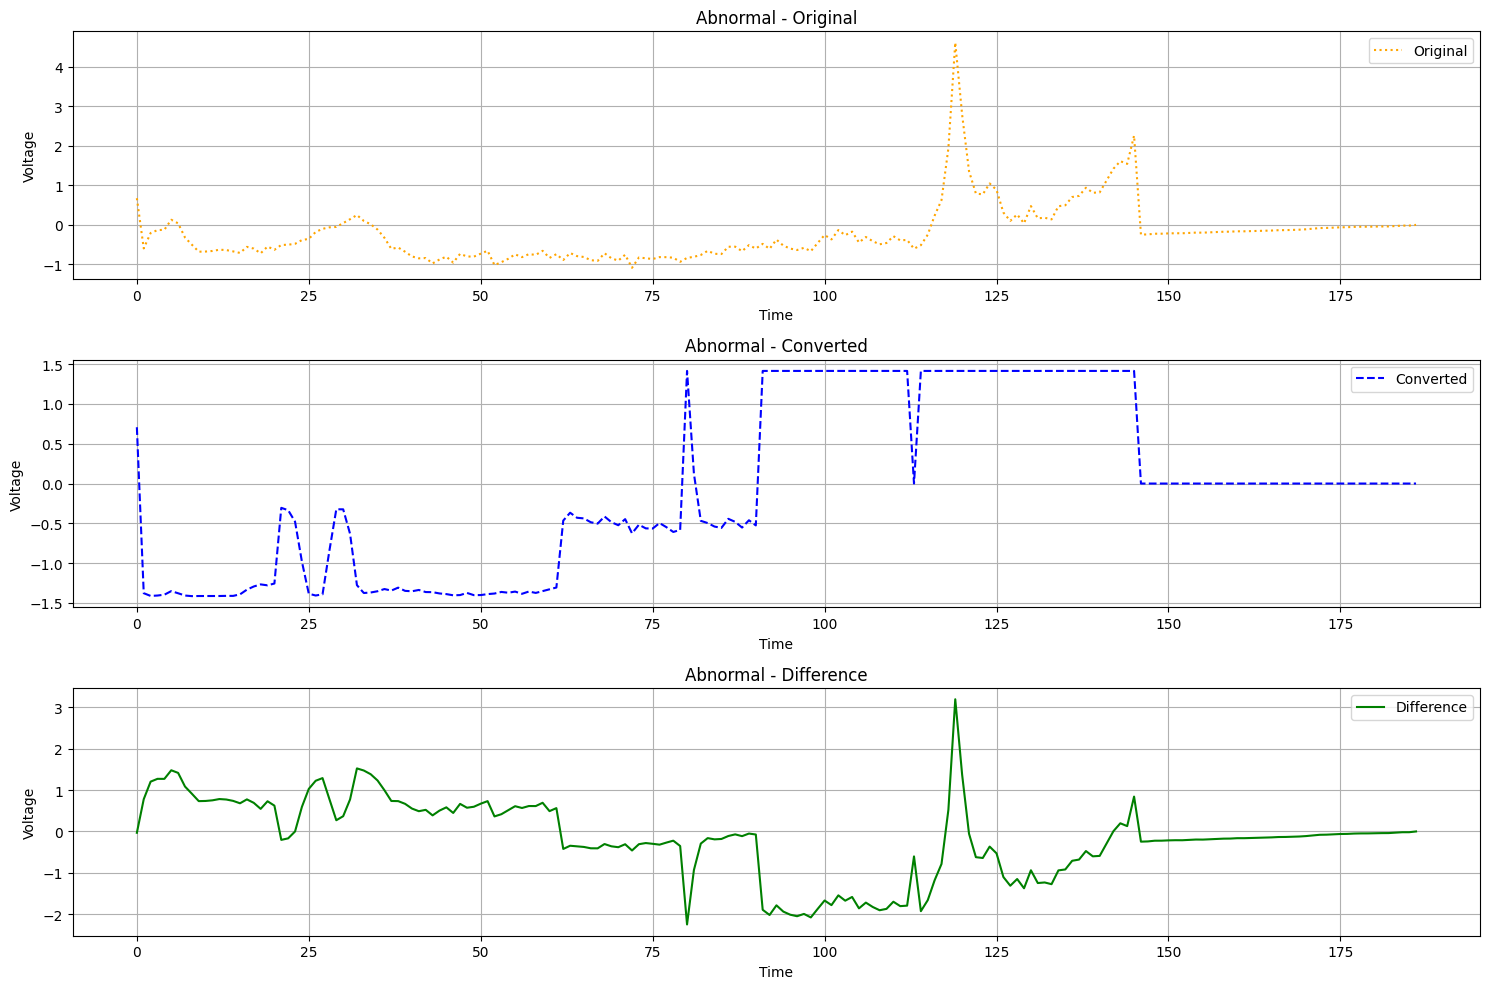 Abnormal - Original
Original
4
3
2
1
0
−1
Voltage
0 25 50 75 100 125 150 175
Time
Abnormal - Converted
Converted
1.5
1.0
0.5
0.0
−0.5
−1.0
−1.5
Voltage
0 25 50 75 100 125 150 175
Time
Abnormal - Difference
Difference
3
2
1
0
−1
−2
Voltage
0 25 50 75 100 125 150 175
Time